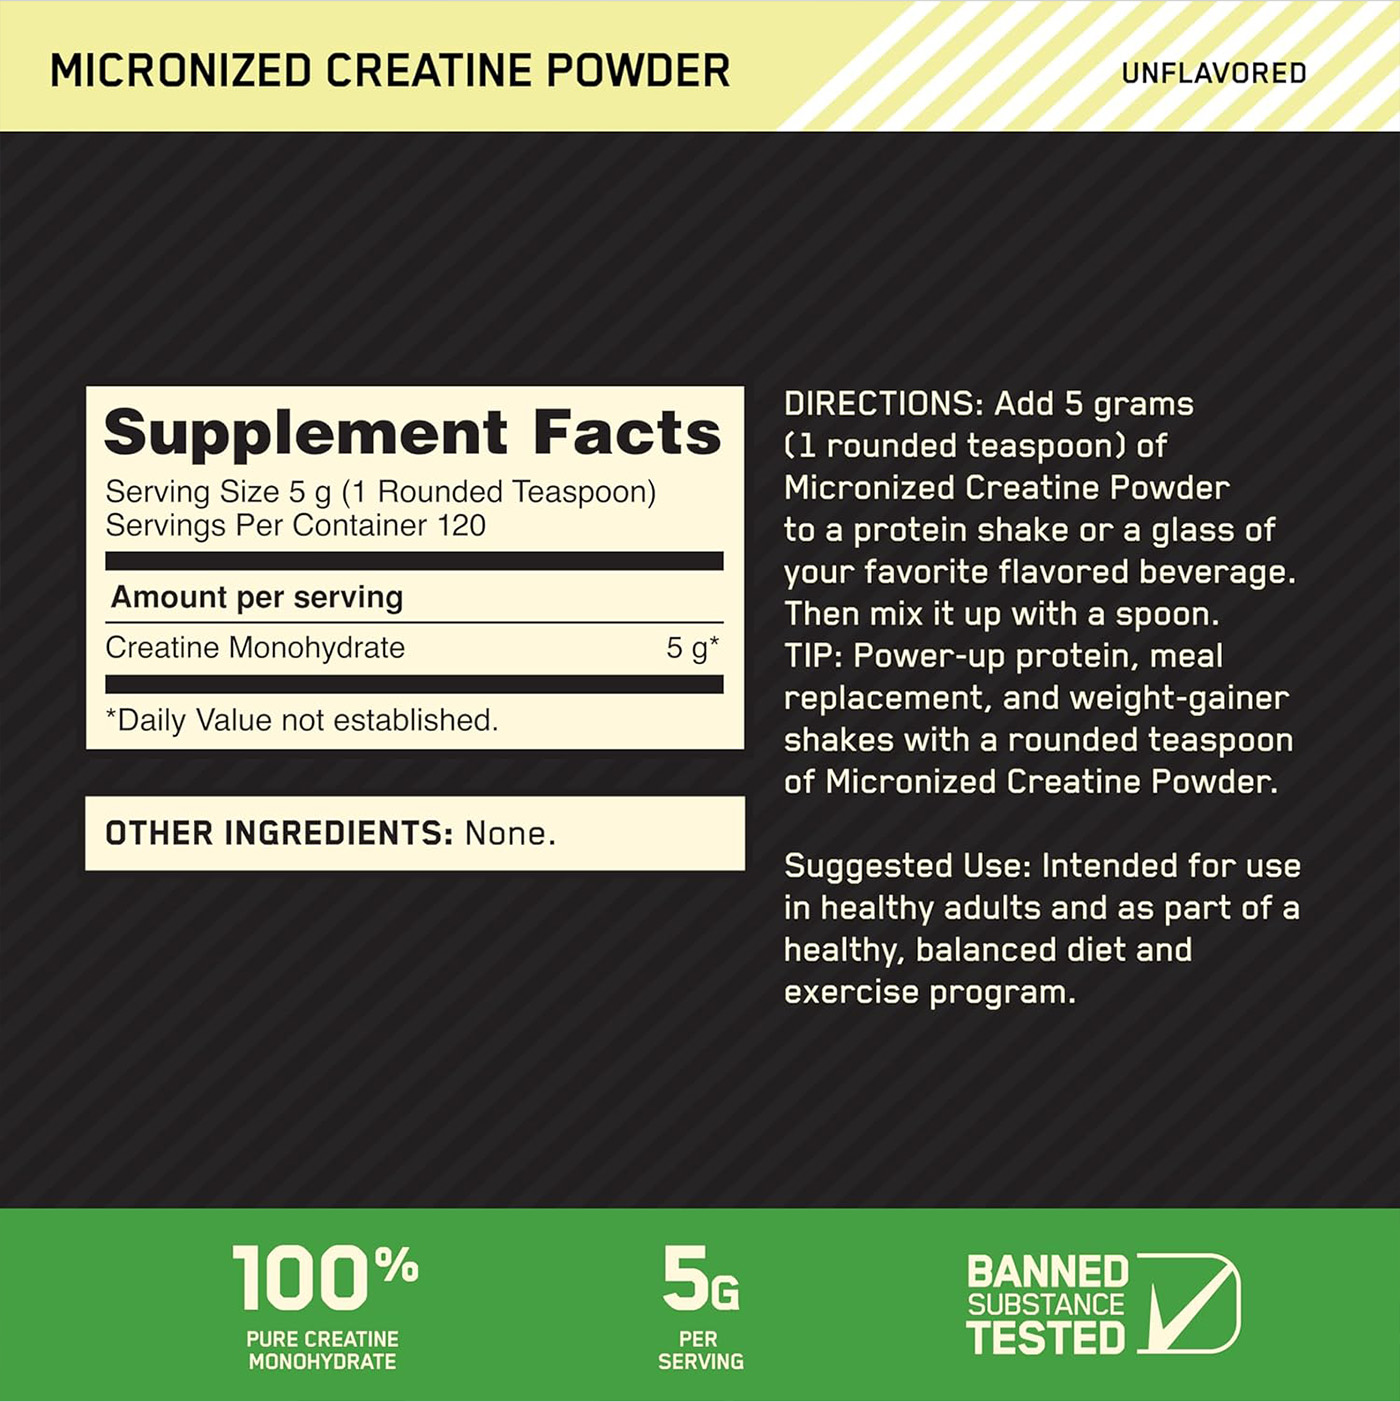 MICRONIZED CREATINE POWDER
UNFLAVORED
Supplement Facts
Serving Size 5 g (1 Rounded Teaspoon)
Servings Per Container 120
Amount per serving
Creatine Monohydrate 5 g*
*Daily Value not established.
OTHER INGREDIENTS: None.
DIRECTIONS: Add 5 grams
(1 rounded teaspoon) of
Micronized Creatine Powder
to a protein shake or a glass of
your favorite flavored beverage.
Then mix it up with a spoon.
TIP: Power-up protein, meal
replacement, and weight-gainer
shakes with a rounded teaspoon
of Micronized Creatine Powder.
Suggested Use: Intended for use
in healthy adults and as part of a
healthy, balanced diet and
exercise program.
100%
PURE CREATINE
MONOHYDRATE
5G
PER
SERVING
BANNED
SUBSTANCE
TESTED